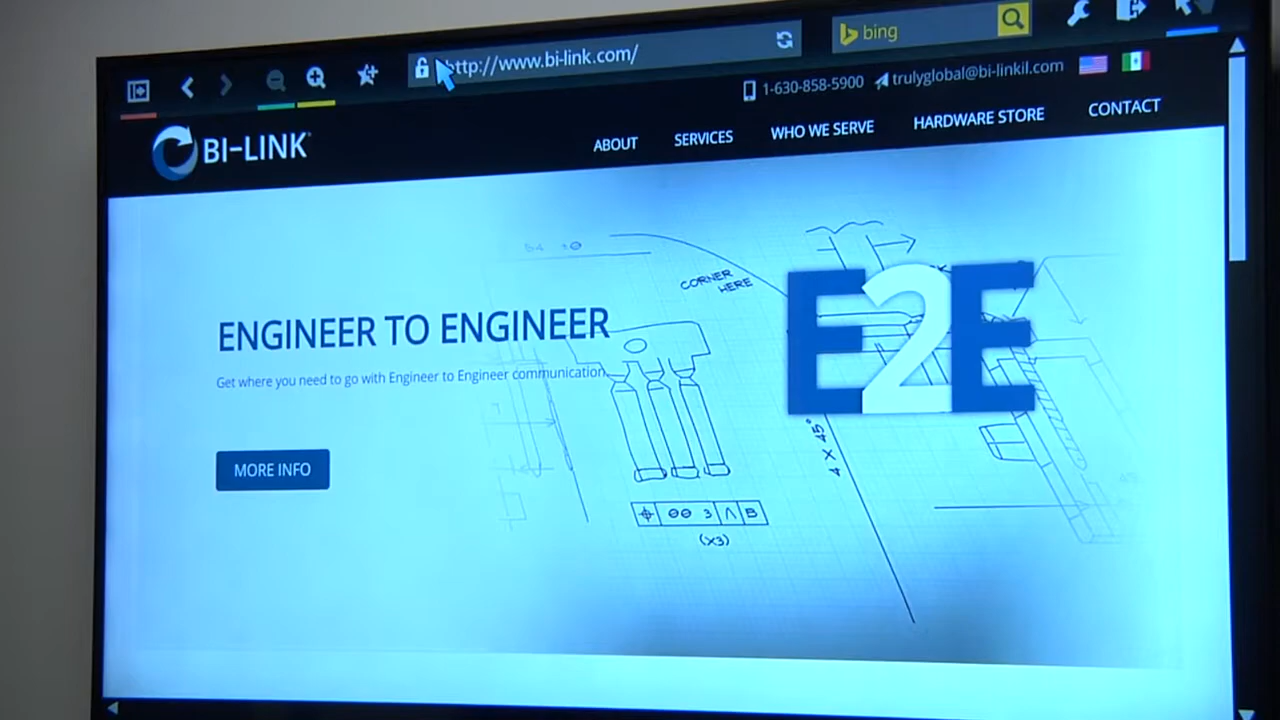 http://www.bi-link.com/
bing
1-630-858-5900
trulyglobal@bi-linkil.com
BI-LINK
ABOUT
SERVICES
WHO WE SERVE
HARDWARE STORE
CONTACT
CORNER
HERE
E2E
ENGINEER TO ENGINEER
Get where you need to go with Engineer to Engineer communication.
4 X 45°
MORE INFO
(X3)